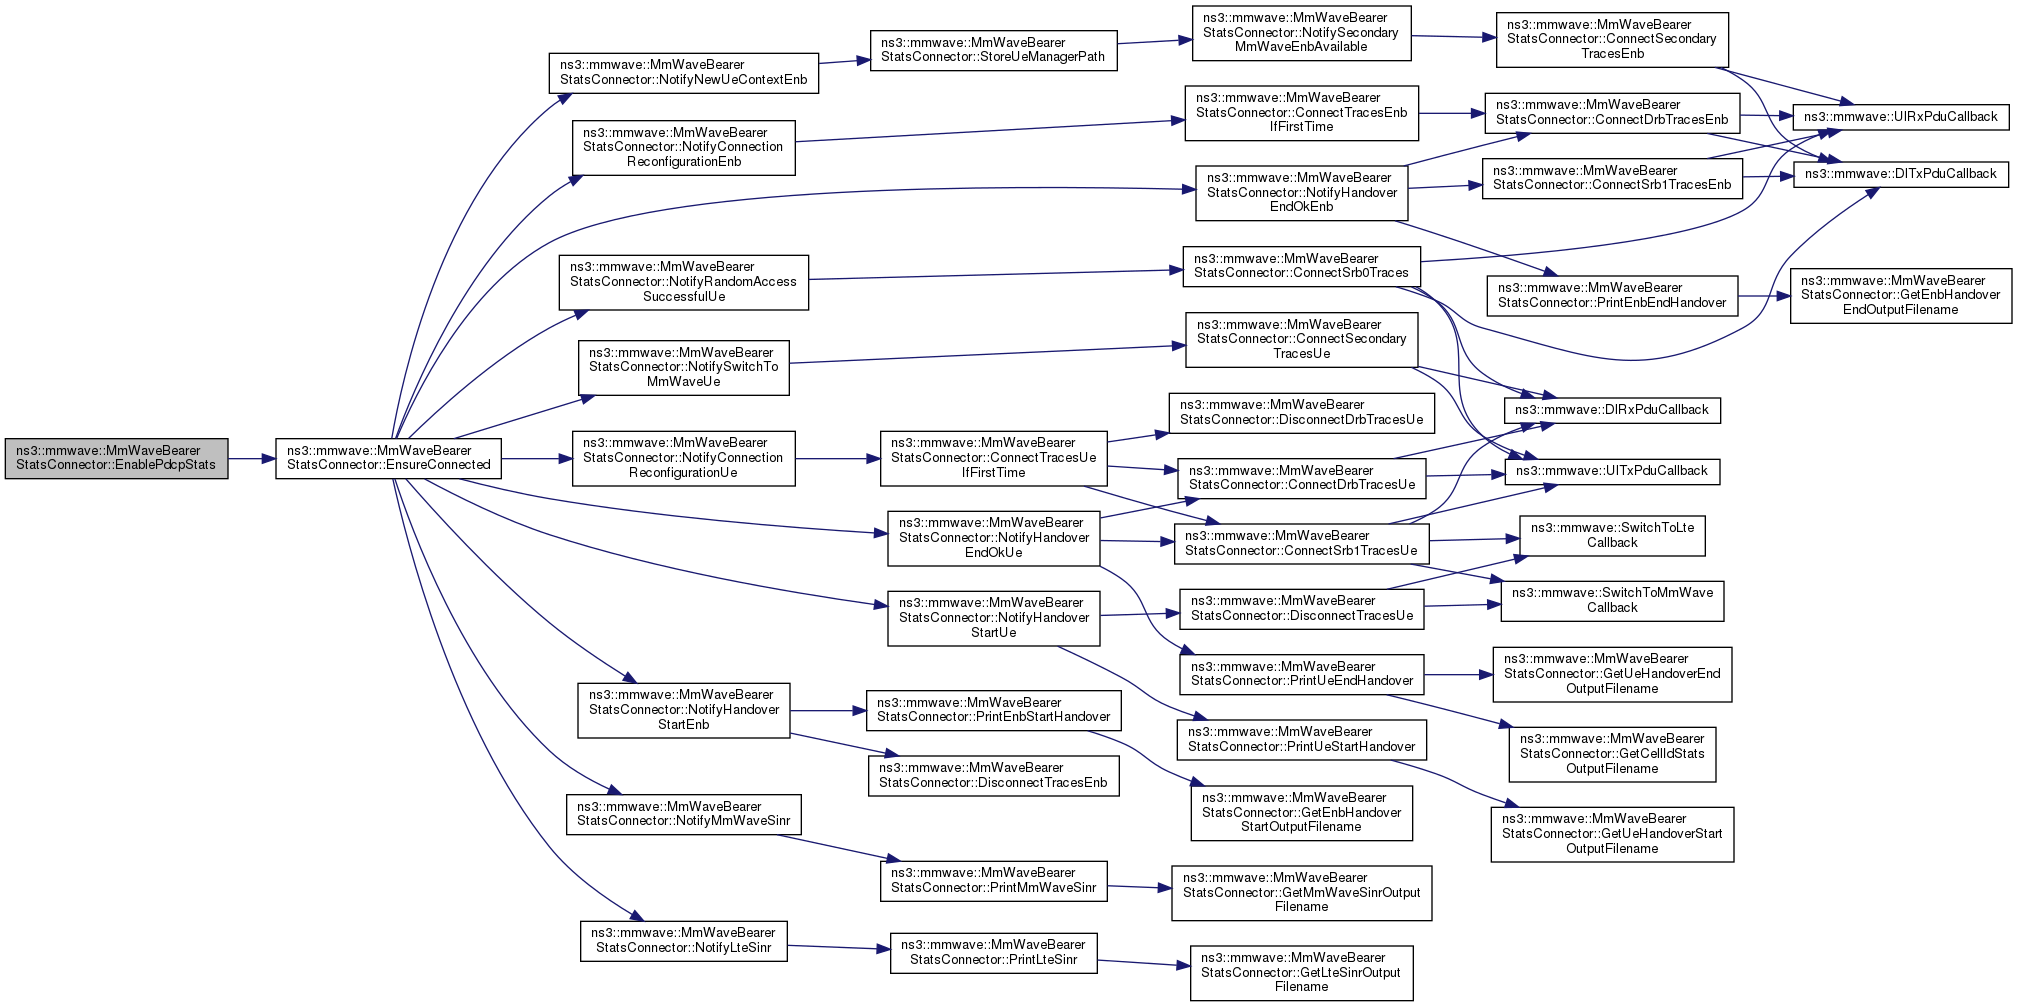 ns3::mmwave::MmWaveBearer
StatsConnector::EnablePdcpStats
ns3::mmwave::MmWaveBearer
StatsConnector::EnsureConnected
ns3::mmwave::MmWaveBearer
StatsConnector::NotifyNewUeContextEnb
ns3::mmwave::MmWaveBearer
StatsConnector::NotifyConnection
ReconfigurationEnb
ns3::mmwave::MmWaveBearer
StatsConnector::NotifyRandomAccess
SuccessfulUe
ns3::mmwave::MmWaveBearer
StatsConnector::NotifySwitchTo
MmWaveUe
ns3::mmwave::MmWaveBearer
StatsConnector::NotifyConnection
ReconfigurationUe
ns3::mmwave::MmWaveBearer
StatsConnector::NotifyHandover
StartEnb
ns3::mmwave::MmWaveBearer
StatsConnector::NotifyMmWaveSinr
ns3::mmwave::MmWaveBearer
StatsConnector::NotifyLteSinr
ns3::mmwave::MmWaveBearer
StatsConnector::StoreUeManagerPath
ns3::mmwave::MmWaveBearer
StatsConnector::ConnectTracesUe
IfFirstTime
ns3::mmwave::MmWaveBearer
StatsConnector::NotifyHandover
EndOkUe
ns3::mmwave::MmWaveBearer
StatsConnector::NotifyHandover
StartUe
ns3::mmwave::MmWaveBearer
StatsConnector::PrintEnbStartHandover
ns3::mmwave::MmWaveBearer
StatsConnector::DisconnectTracesEnb
ns3::mmwave::MmWaveBearer
StatsConnector::PrintMmWaveSinr
ns3::mmwave::MmWaveBearer
StatsConnector::PrintLteSinr
ns3::mmwave::MmWaveBearer
StatsConnector::NotifySecondary
MmWaveEnbAvailable
ns3::mmwave::MmWaveBearer
StatsConnector::ConnectTracesEnb
IfFirstTime
ns3::mmwave::MmWaveBearer
StatsConnector::NotifyHandover
EndOkEnb
ns3::mmwave::MmWaveBearer
StatsConnector::ConnectSrb0Traces
ns3::mmwave::MmWaveBearer
StatsConnector::ConnectSecondary
TracesUe
ns3::mmwave::MmWaveBearer
StatsConnector::DisconnectDrbTracesUe
ns3::mmwave::MmWaveBearer
StatsConnector::ConnectDrbTracesUe
ns3::mmwave::MmWaveBearer
StatsConnector::ConnectSrb1TracesUe
ns3::mmwave::MmWaveBearer
StatsConnector::DisconnectTracesUe
ns3::mmwave::MmWaveBearer
StatsConnector::PrintUeEndHandover
ns3::mmwave::MmWaveBearer
StatsConnector::PrintUeStartHandover
ns3::mmwave::MmWaveBearer
StatsConnector::GetEnbHandover
StartOutputFilename
ns3::mmwave::MmWaveBearer
StatsConnector::GetMmWaveSinrOutput
Filename
ns3::mmwave::MmWaveBearer
StatsConnector::GetLteSinrOutput
Filename
ns3::mmwave::MmWaveBearer
StatsConnector::ConnectSecondary
TracesEnb
ns3::mmwave::MmWaveBearer
StatsConnector::ConnectDrbTracesEnb
ns3::mmwave::MmWaveBearer
StatsConnector::ConnectSrb1TracesEnb
ns3::mmwave::MmWaveBearer
StatsConnector::PrintEnbEndHandover
ns3::mmwave::DlRxPduCallback
ns3::mmwave::UlTxPduCallback
ns3::mmwave::SwitchToLte
Callback
ns3::mmwave::SwitchToMmWave
Callback
ns3::mmwave::MmWaveBearer
StatsConnector::GetUeHandoverEnd
OutputFilename
ns3::mmwave::MmWaveBearer
StatsConnector::GetCellIdStats
OutputFilename
ns3::mmwave::MmWaveBearer
StatsConnector::GetUeHandoverStart
OutputFilename
ns3::mmwave::UlRxPduCallback
ns3::mmwave::DlTxPduCallback
ns3::mmwave::MmWaveBearer
StatsConnector::GetEnbHandover
EndOutputFilename